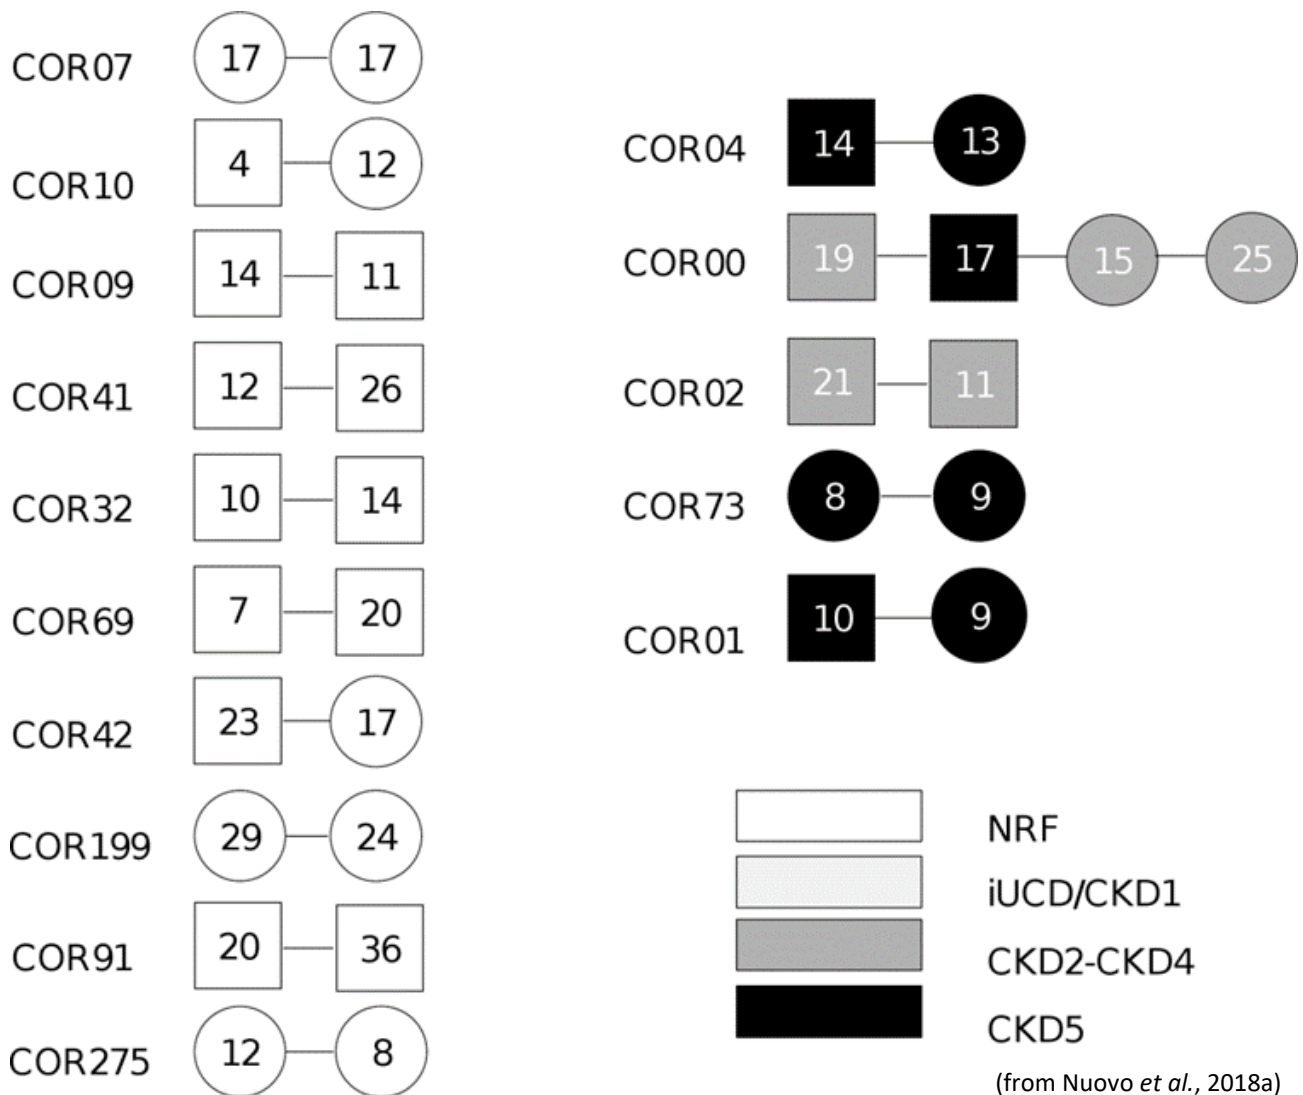 COR07 17 17
COR10 4 12
COR09 14 11
COR41 12 26
COR32 10 14
COR69 7 20
COR42 23 17
COR199 29 24
COR91 20 36
COR275 12 8
COR04 14 13
COR00 19 17 15 25
COR02 21 11
COR73 8 9
COR01 10 9
NRF
iUCD/CKD1
CKD2-CKD4
CKD5
(from Nuovo et al., 2018a)